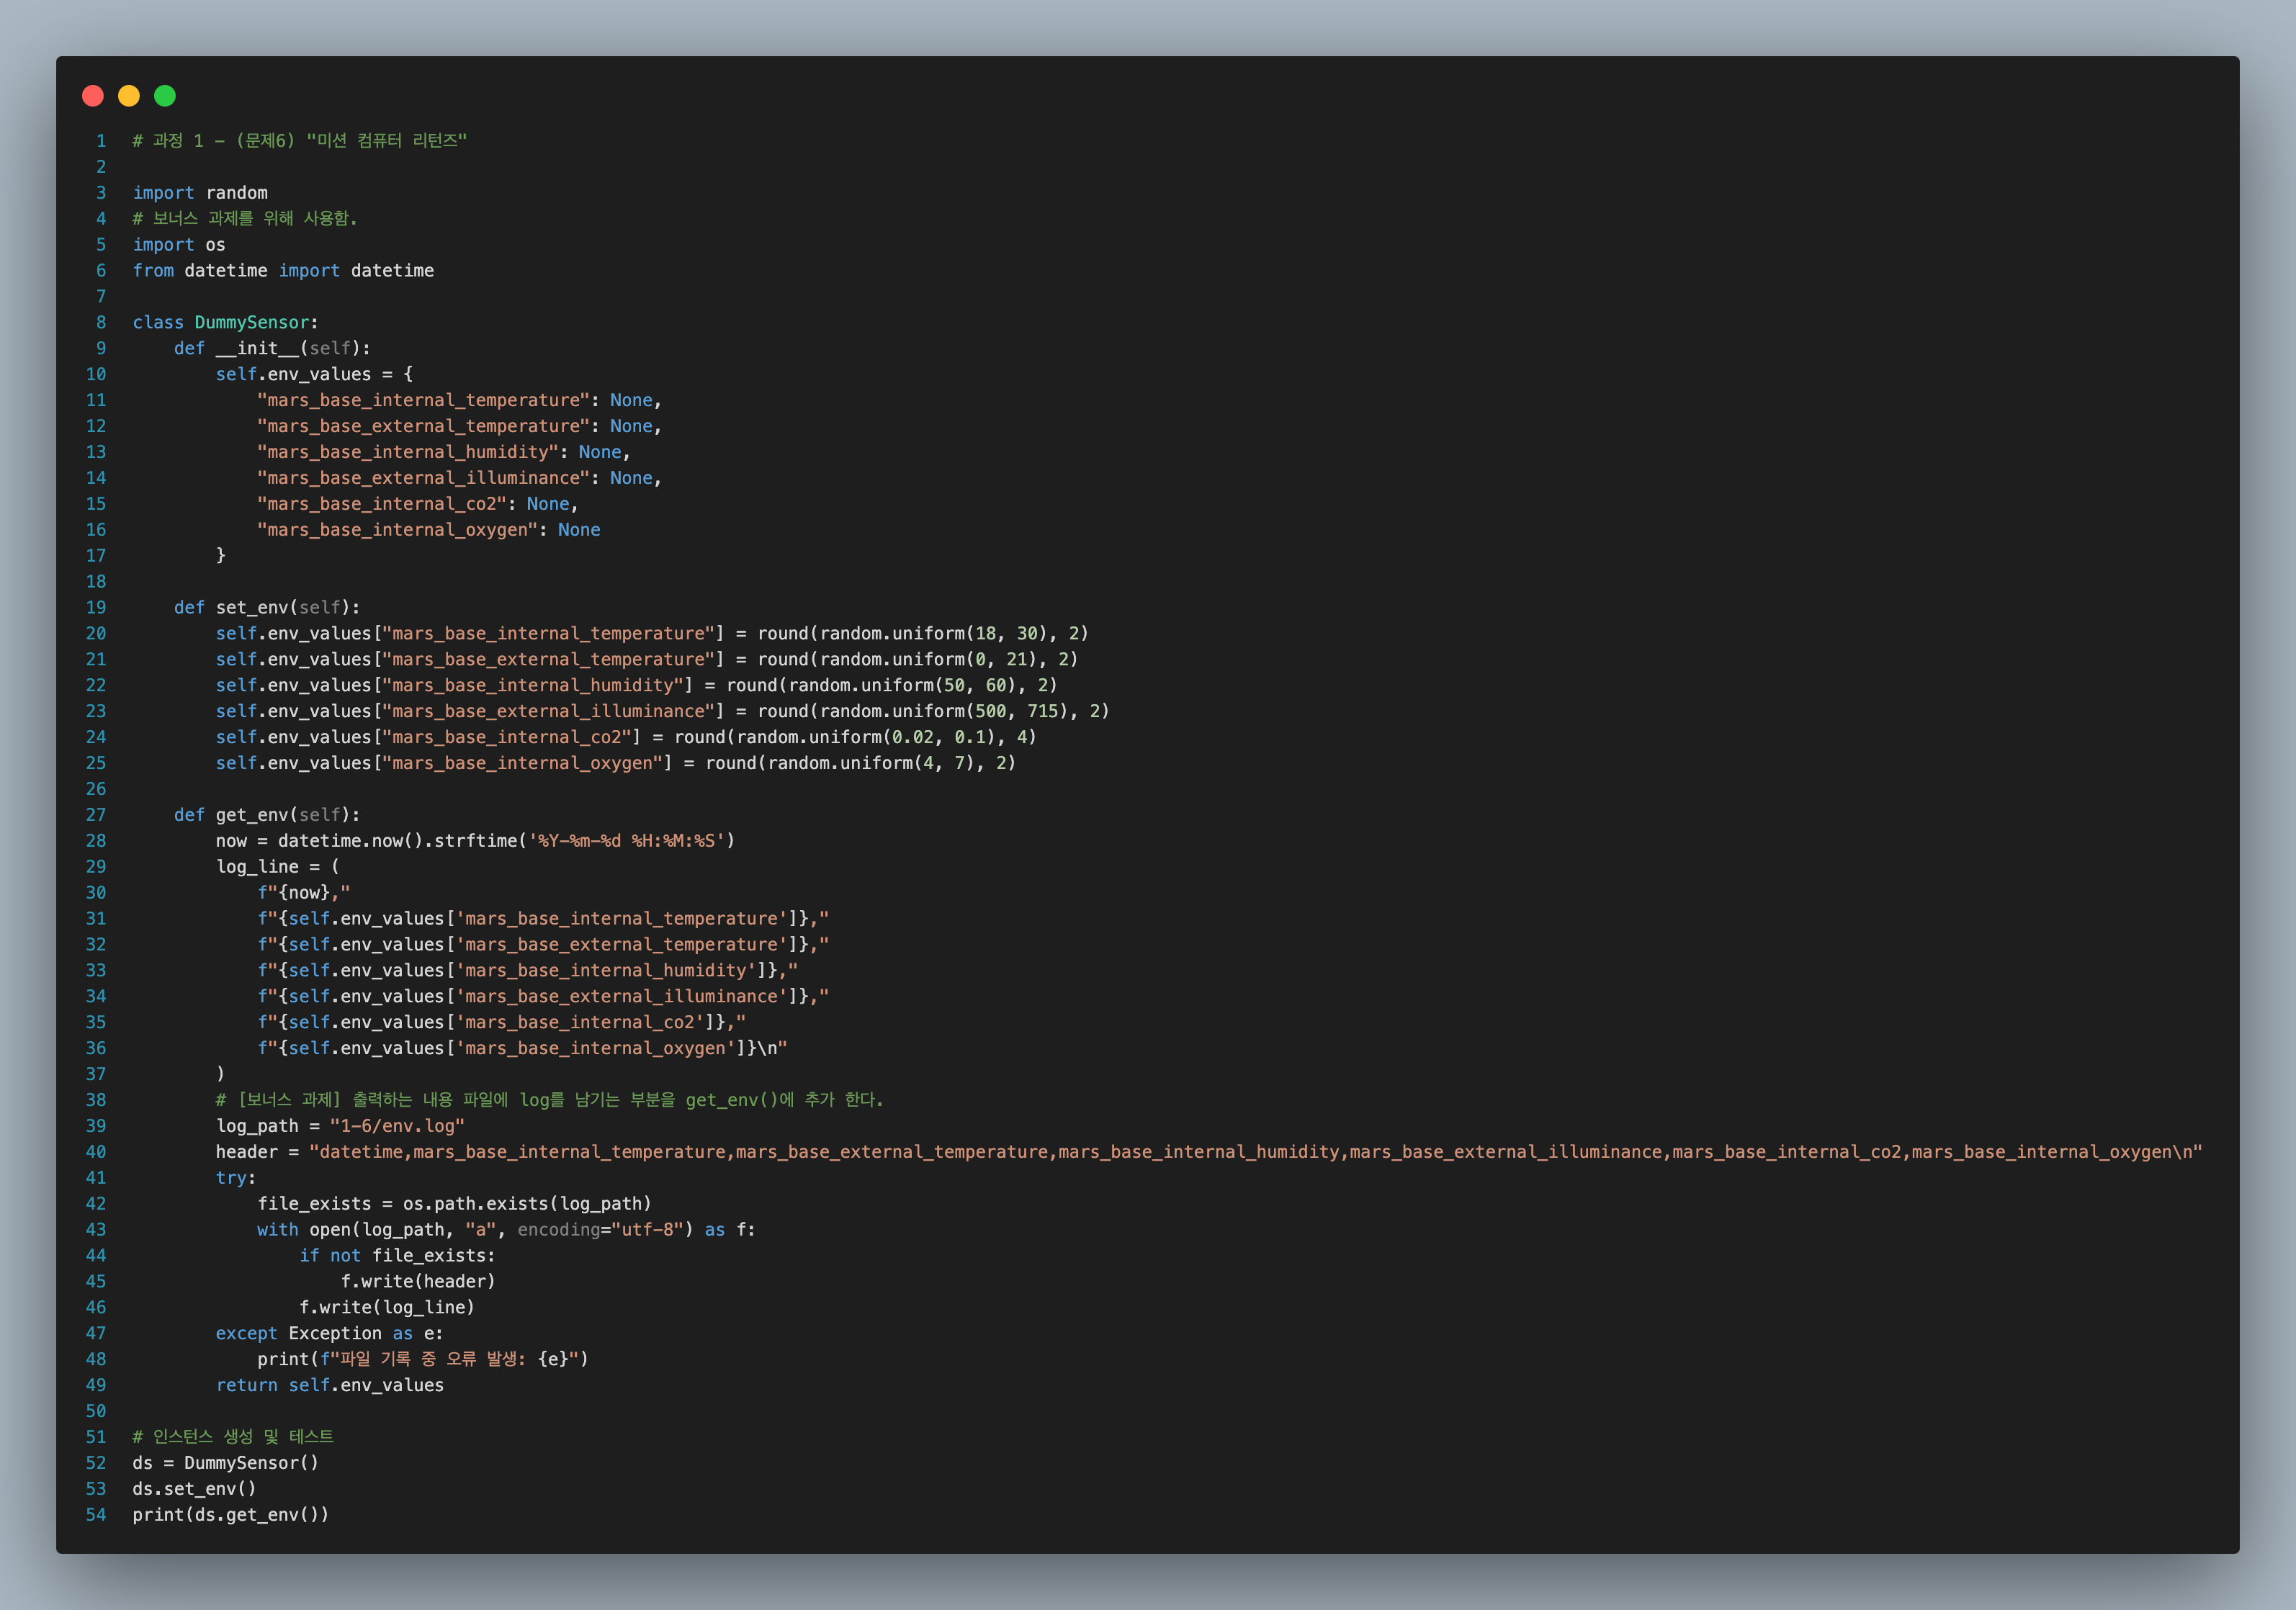 1 # 과정 1 - (문제6) "미션 컴퓨터 리턴즈"
2
3 import random
4 # 보너스 과제를 위해 사용함.
5 import os
6 from datetime import datetime
7
8 class DummySensor:
9     def __init__(self):
10         self.env_values = {
11             "mars_base_internal_temperature": None,
12             "mars_base_external_temperature": None,
13             "mars_base_internal_humidity": None,
14             "mars_base_external_illuminance": None,
15             "mars_base_internal_co2": None,
16             "mars_base_internal_oxygen": None
17         }
18
19     def set_env(self):
20         self.env_values["mars_base_internal_temperature"] = round(random.uniform(18, 30), 2)
21         self.env_values["mars_base_external_temperature"] = round(random.uniform(0, 21), 2)
22         self.env_values["mars_base_internal_humidity"] = round(random.uniform(50, 60), 2)
23         self.env_values["mars_base_external_illuminance"] = round(random.uniform(500, 715), 2)
24         self.env_values["mars_base_internal_co2"] = round(random.uniform(0.02, 0.1), 4)
25         self.env_values["mars_base_internal_oxygen"] = round(random.uniform(4, 7), 2)
26
27     def get_env(self):
28         now = datetime.now().strftime('%Y-%m-%d %H:%M:%S')
29         log_line = (
30             f"{now},"
31             f"{self.env_values['mars_base_internal_temperature']},"
32             f"{self.env_values['mars_base_external_temperature']},"
33             f"{self.env_values['mars_base_internal_humidity']},"
34             f"{self.env_values['mars_base_external_illuminance']},"
35             f"{self.env_values['mars_base_internal_co2']},"
36             f"{self.env_values['mars_base_internal_oxygen']}\n"
37         )
38         # [보너스 과제] 출력하는 내용 파일에 log를 남기는 부분을 get_env()에 추가 한다.
39         log_path = "1-6/env.log"
40         header = "datetime,mars_base_internal_temperature,mars_base_external_temperature,mars_base_internal_humidity,mars_base_external_illuminance,mars_base_internal_co2,mars_base_internal_oxygen\n"
41         try:
42             file_exists = os.path.exists(log_path)
43             with open(log_path, "a", encoding="utf-8") as f:
44                 if not file_exists:
45                     f.write(header)
46                 f.write(log_line)
47         except Exception as e:
48             print(f"파일 기록 중 오류 발생: {e}")
49         return self.env_values
50
51 # 인스턴스 생성 및 테스트
52 ds = DummySensor()
53 ds.set_env()
54 print(ds.get_env())